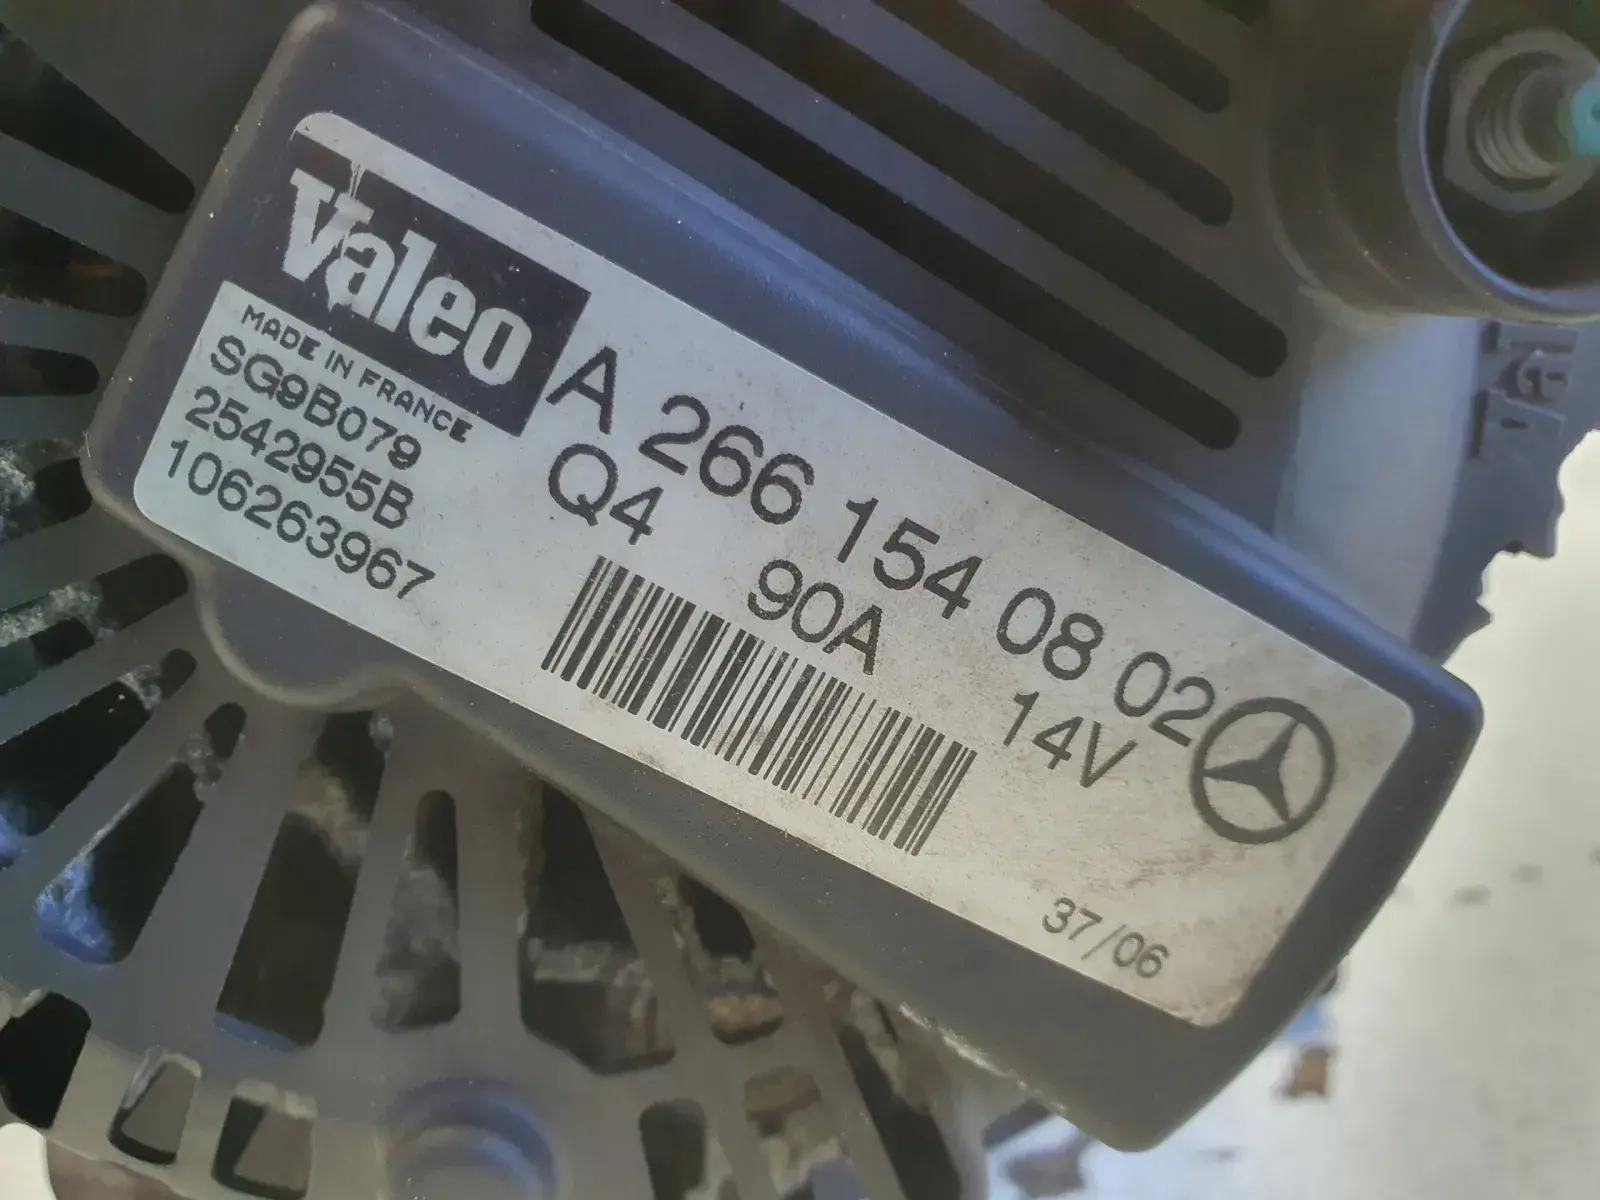 Valeo
MADE IN FRANCE
SG9B079
2542955B
106263967
A 266 154 08 02
Q4 90A 14V
37/06